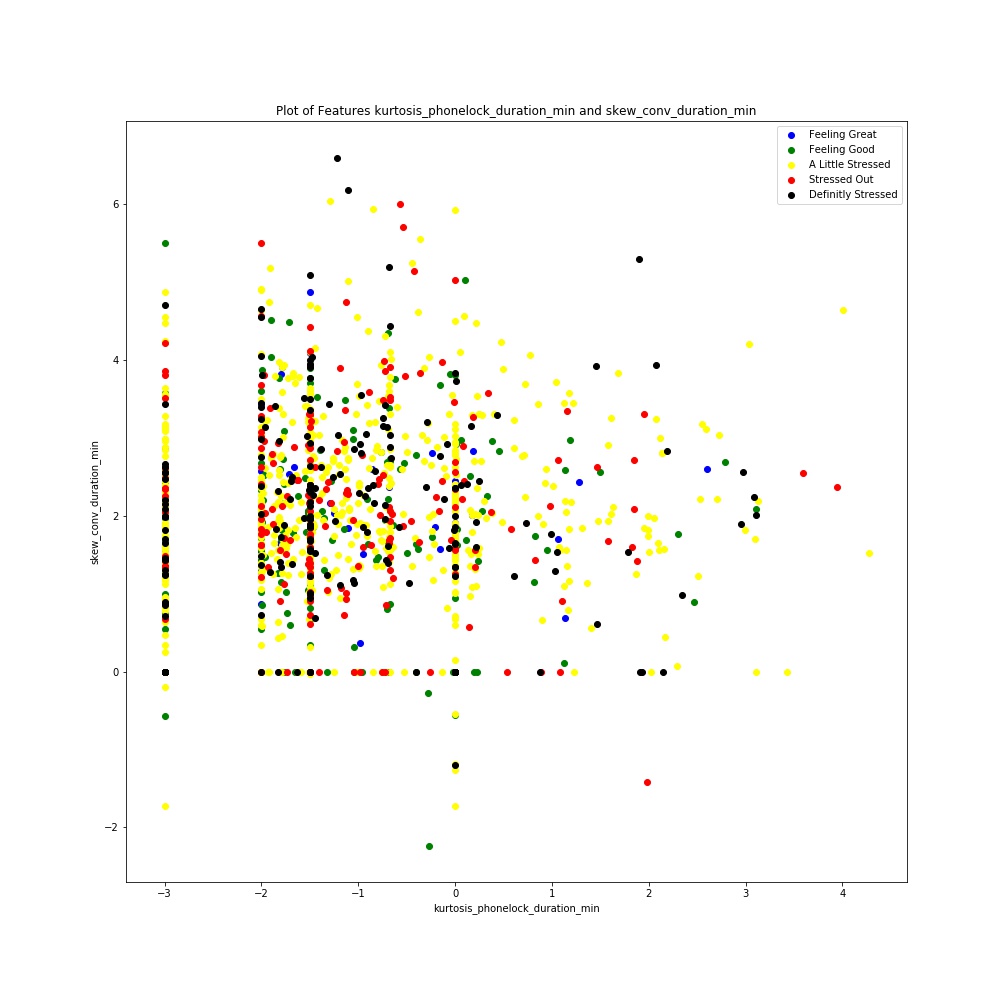 Plot of Features kurtosis_phonelock_duration_min and skew_conv_duration_min
Feeling Great
Feeling Good
A Little Stressed
Stressed Out
Definitly Stressed
6
4
2
0
−2
skew_conv_duration_min
−3 −2 −1 0 1 2 3 4
kurtosis_phonelock_duration_min